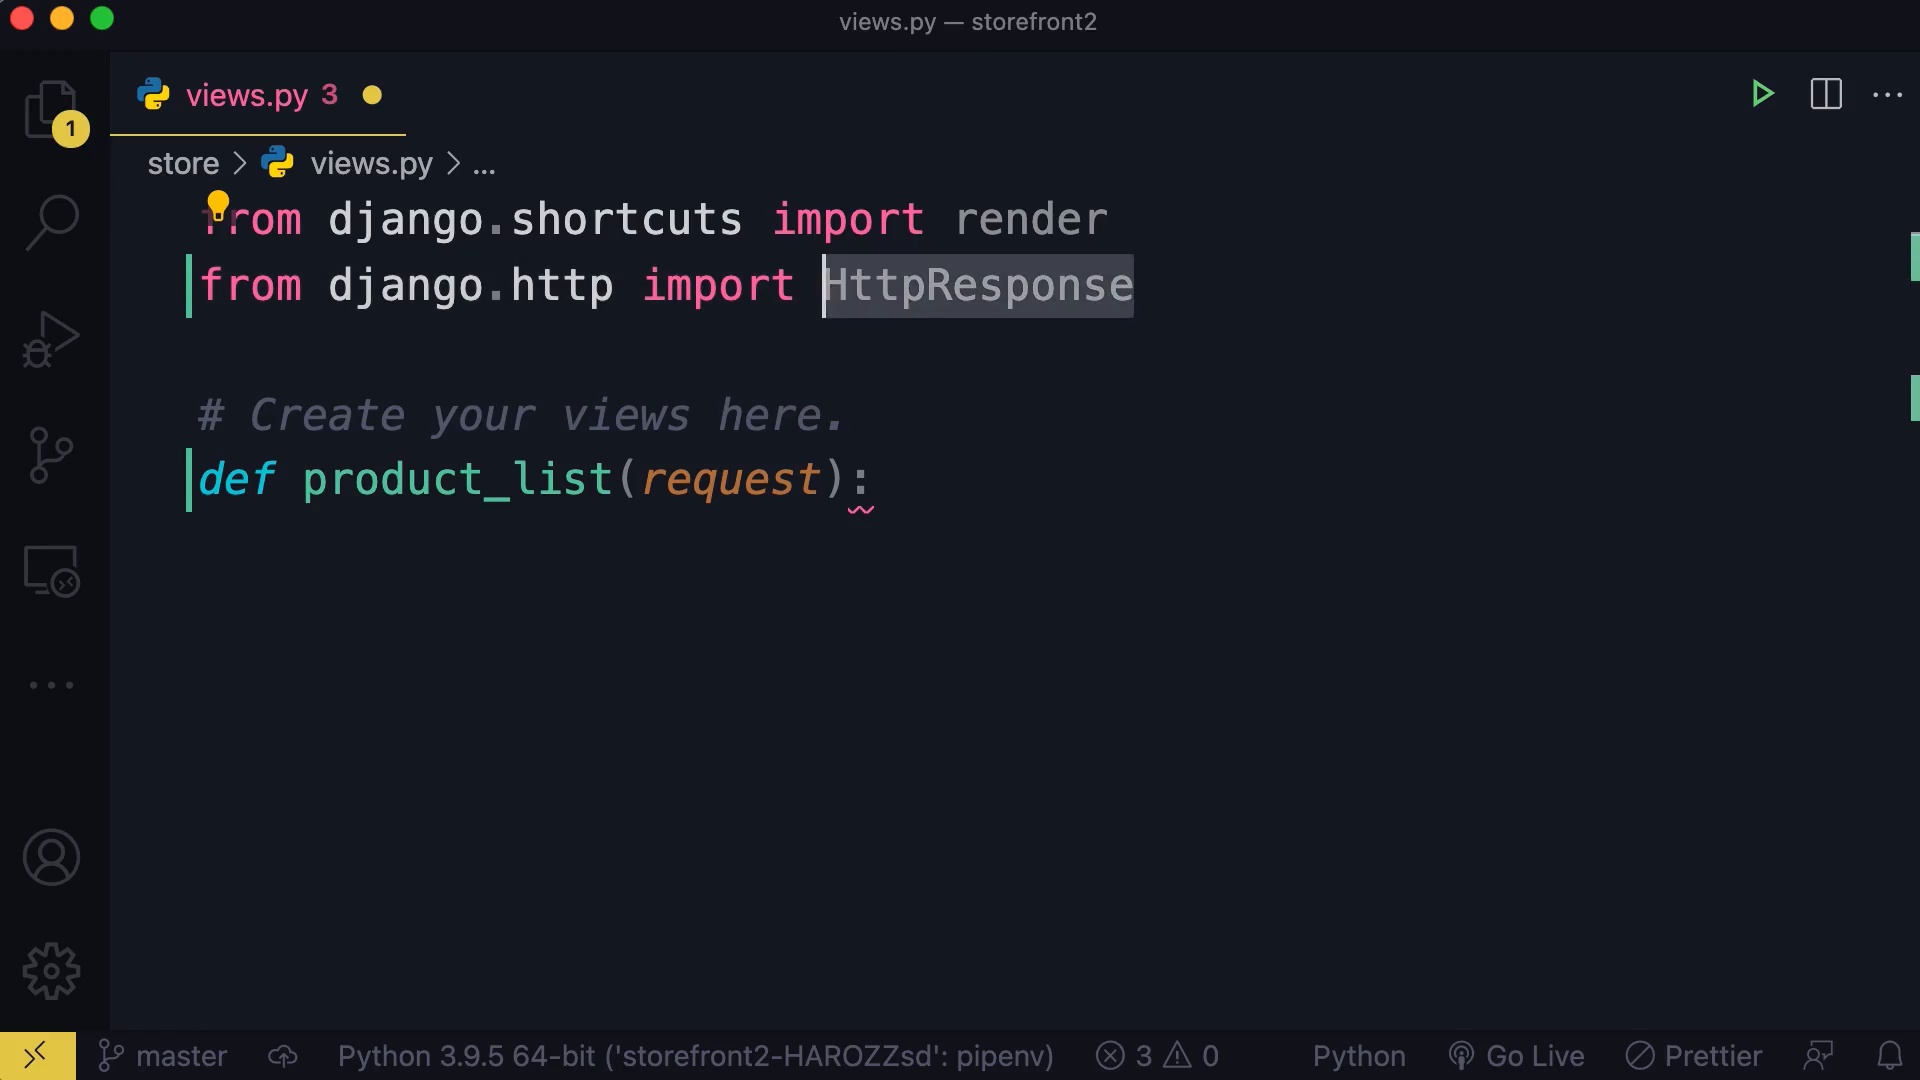 views.py — storefront2
views.py 3
1
store > views.py > ...
from django.shortcuts import render
from django.http import HttpResponse
# Create your views here.
def product_list(request):
master Python 3.9.5 64-bit ('storefront2-HAROZZsd': pipenv) 3 0 Python Go Live Prettier